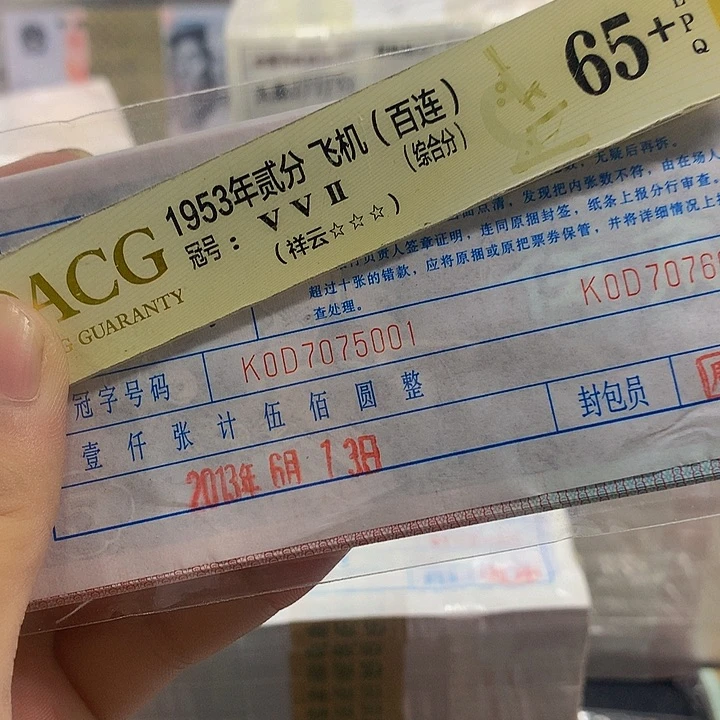 65+
L
P
Q
1953年贰分 飞机（百连）
冠号：V V II （综合分）
（祥云☆☆☆）
ACG
GUARANTY
无疑后再拆。
点清，发现把内张数不符，由在场人
负责人签章证明，连同原捆封签，纸条上报分行审查。
超过十张的错款，应将原捆或原把票券保管，并将详细情况上
查处理。
冠字号码
K0D7075001
K0D7076
壹仟张计伍佰圆整
封包员
2013年 6月 13日